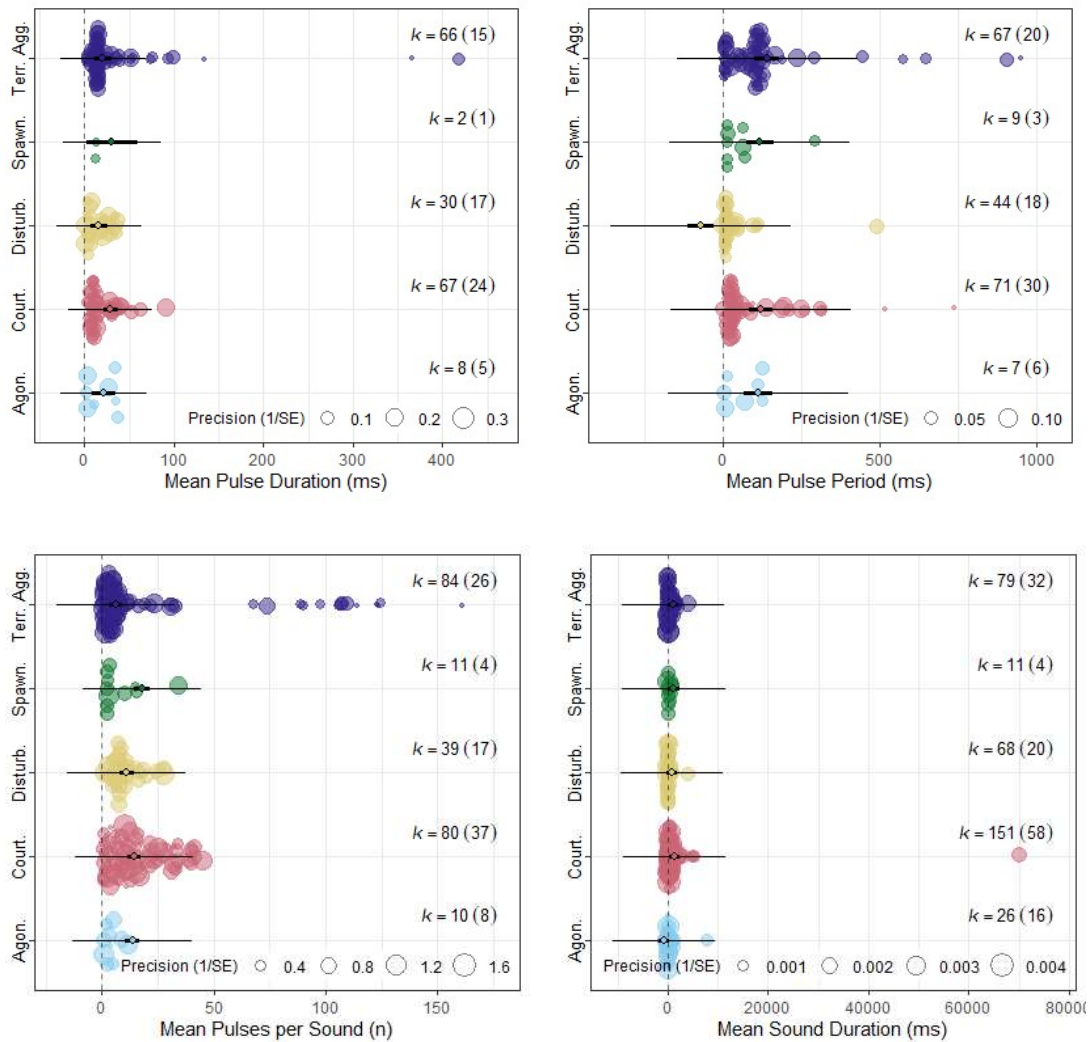 Terr. Agg.
Spawn.
Disturb.
Court.
Agon.
k = 66 (15)
k = 2 (1)
k = 30 (17)
k = 67 (24)
k = 8 (5)
Precision (1/SE) 0.1 0.2 0.3
0 100 200 300 400
Mean Pulse Duration (ms)
Terr. Agg.
Spawn.
Disturb.
Court.
Agon.
k = 67 (20)
k = 9 (3)
k = 44 (18)
k = 71 (30)
k = 7 (6)
Precision (1/SE) 0.05 0.10
0 500 1000
Mean Pulse Period (ms)
Terr. Agg.
Spawn.
Disturb.
Court.
Agon.
k = 84 (26)
k = 11 (4)
k = 39 (17)
k = 80 (37)
k = 10 (8)
Precision (1/SE) 0.4 0.8 1.2 1.6
0 50 100 150
Mean Pulses per Sound (n)
Terr. Agg.
Spawn.
Disturb.
Court.
Agon.
k = 79 (32)
k = 11 (4)
k = 68 (20)
k = 151 (58)
k = 26 (16)
Precision (1/SE) 0.001 0.002 0.003 0.004
0 20000 40000 60000 80000
Mean Sound Duration (ms)